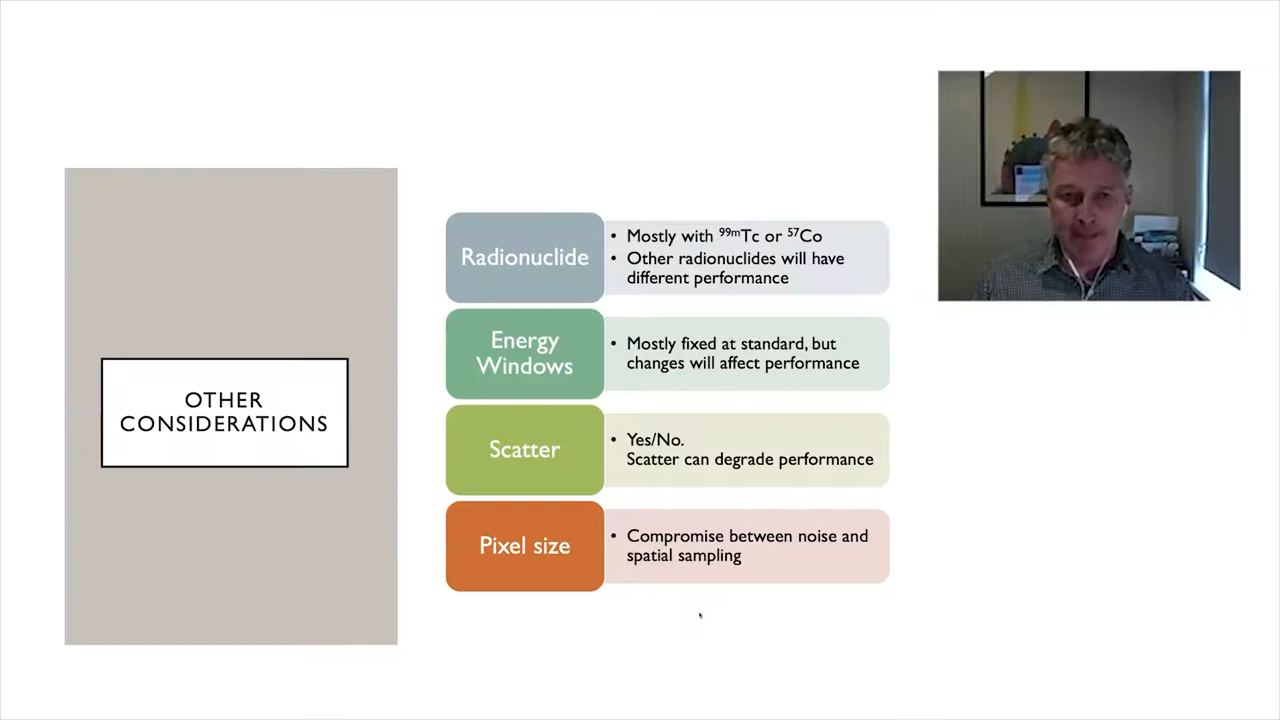 OTHER
CONSIDERATIONS
Radionuclide
• Mostly with ⁹⁹ᵐTc or ⁵⁷Co
• Other radionuclides will have
different performance
Energy
Windows
• Mostly fixed at standard, but
changes will affect performance
Scatter
• Yes/No.
Scatter can degrade performance
Pixel size
• Compromise between noise and
spatial sampling